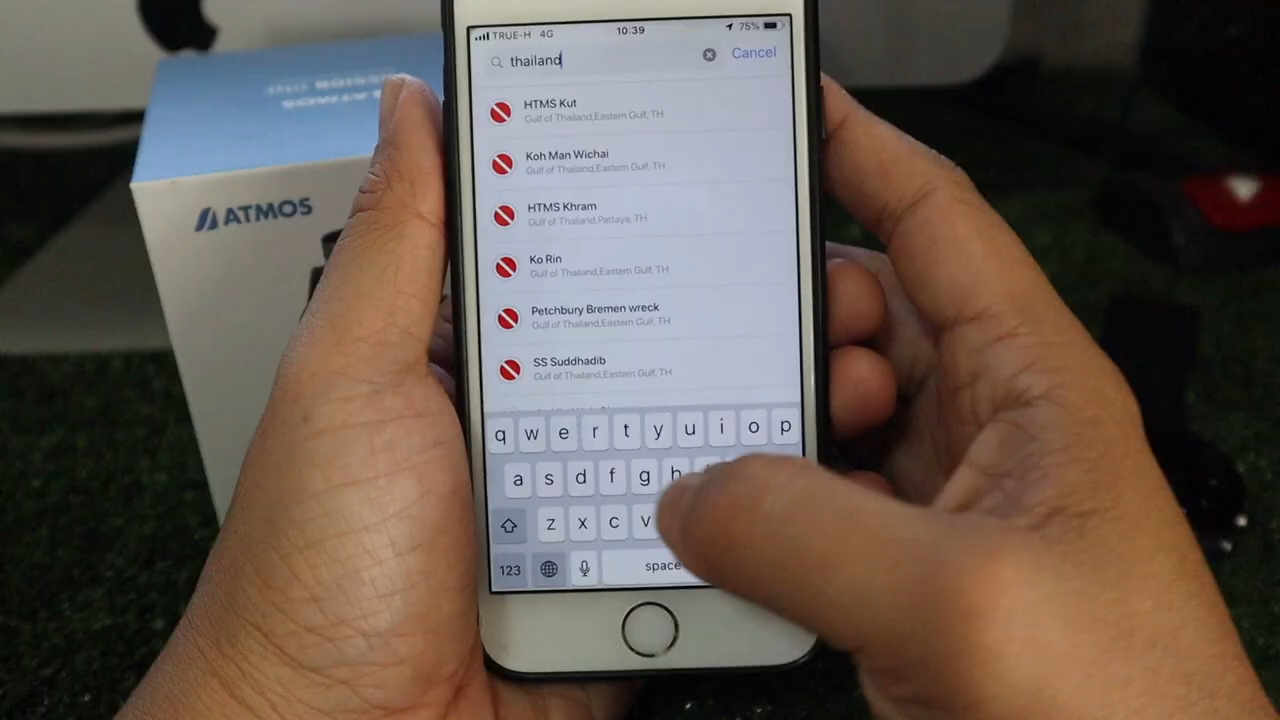 TRUE-H 4G 10:39 75%
thailand Cancel
HTMS Kut
Gulf of Thailand,Eastern Gulf, TH
Koh Man Wichai
Gulf of Thailand,Eastern Gulf, TH
HTMS Khram
Gulf of Thailand,Pattaya, TH
Ko Rin
Gulf of Thailand,Eastern Gulf, TH
Petchbury Bremen wreck
Gulf of Thailand,Eastern Gulf, TH
SS Suddhadib
Gulf of Thailand,Eastern Gulf, TH
q w e r t y u i o p
a s d f g h
z x c v
123 space
ATMOS
ATMOS